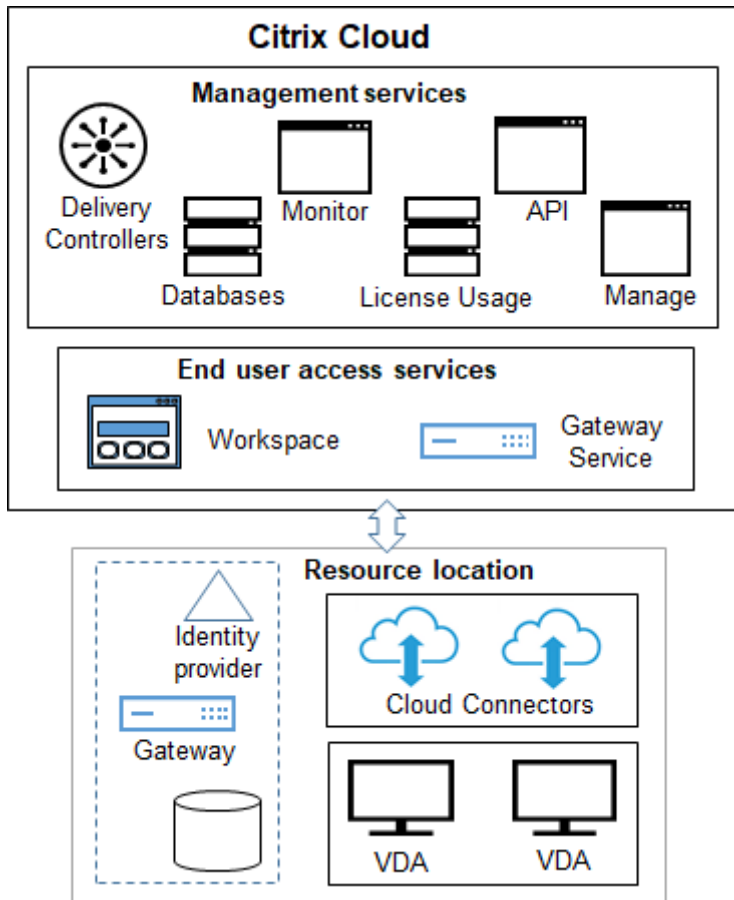 Citrix Cloud
Management services
Delivery
Controllers
Monitor
API
Databases
License Usage
Manage
End user access services
Workspace
Gateway
Service
Resource location
Identity
provider
Gateway
Cloud Connectors
VDA
VDA